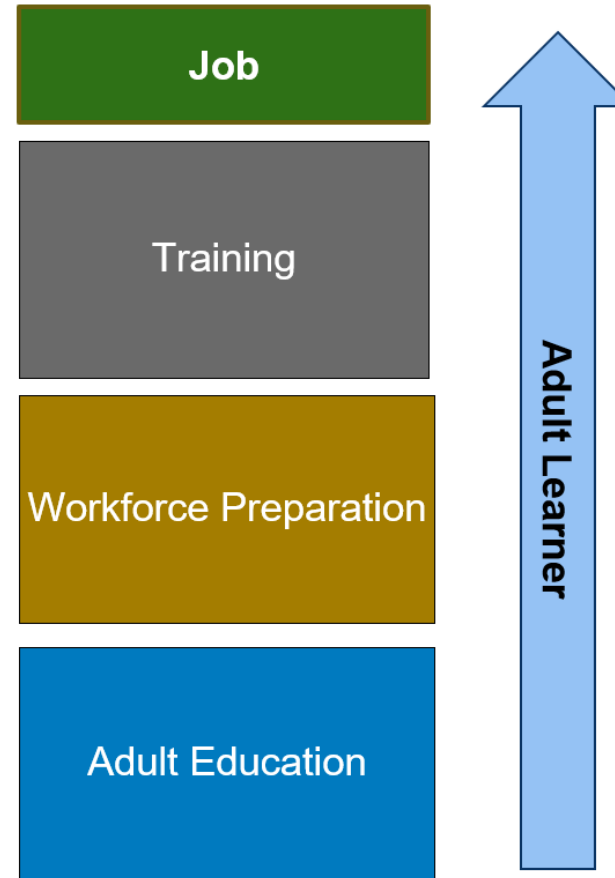 Job
Training
Workforce Preparation
Adult Education
Adult Learner